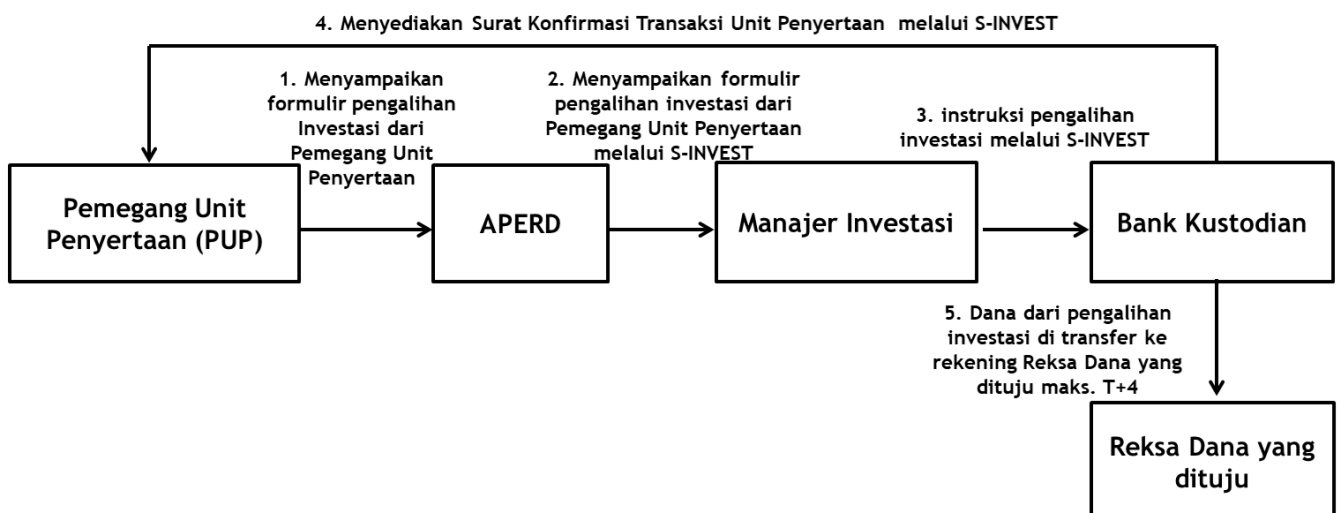 4. Menyediakan Surat Konfirmasi Transaksi Unit Penyertaan melalui S-INVEST
1. Menyampaikan
formulir pengalihan
Investasi dari
Pemegang Unit
Penyertaan
2. Menyampaikan formulir
pengalihan investasi dari
Pemegang Unit Penyertaan
melalui S-INVEST
3. instruksi pengalihan
investasi melalui S-INVEST
Pemegang Unit
Penyertaan (PUP)
APERD
Manajer Investasi
Bank Kustodian
5. Dana dari pengalihan
investasi di transfer ke
rekening Reksa Dana yang
dituju maks. T+4
Reksa Dana yang
dituju